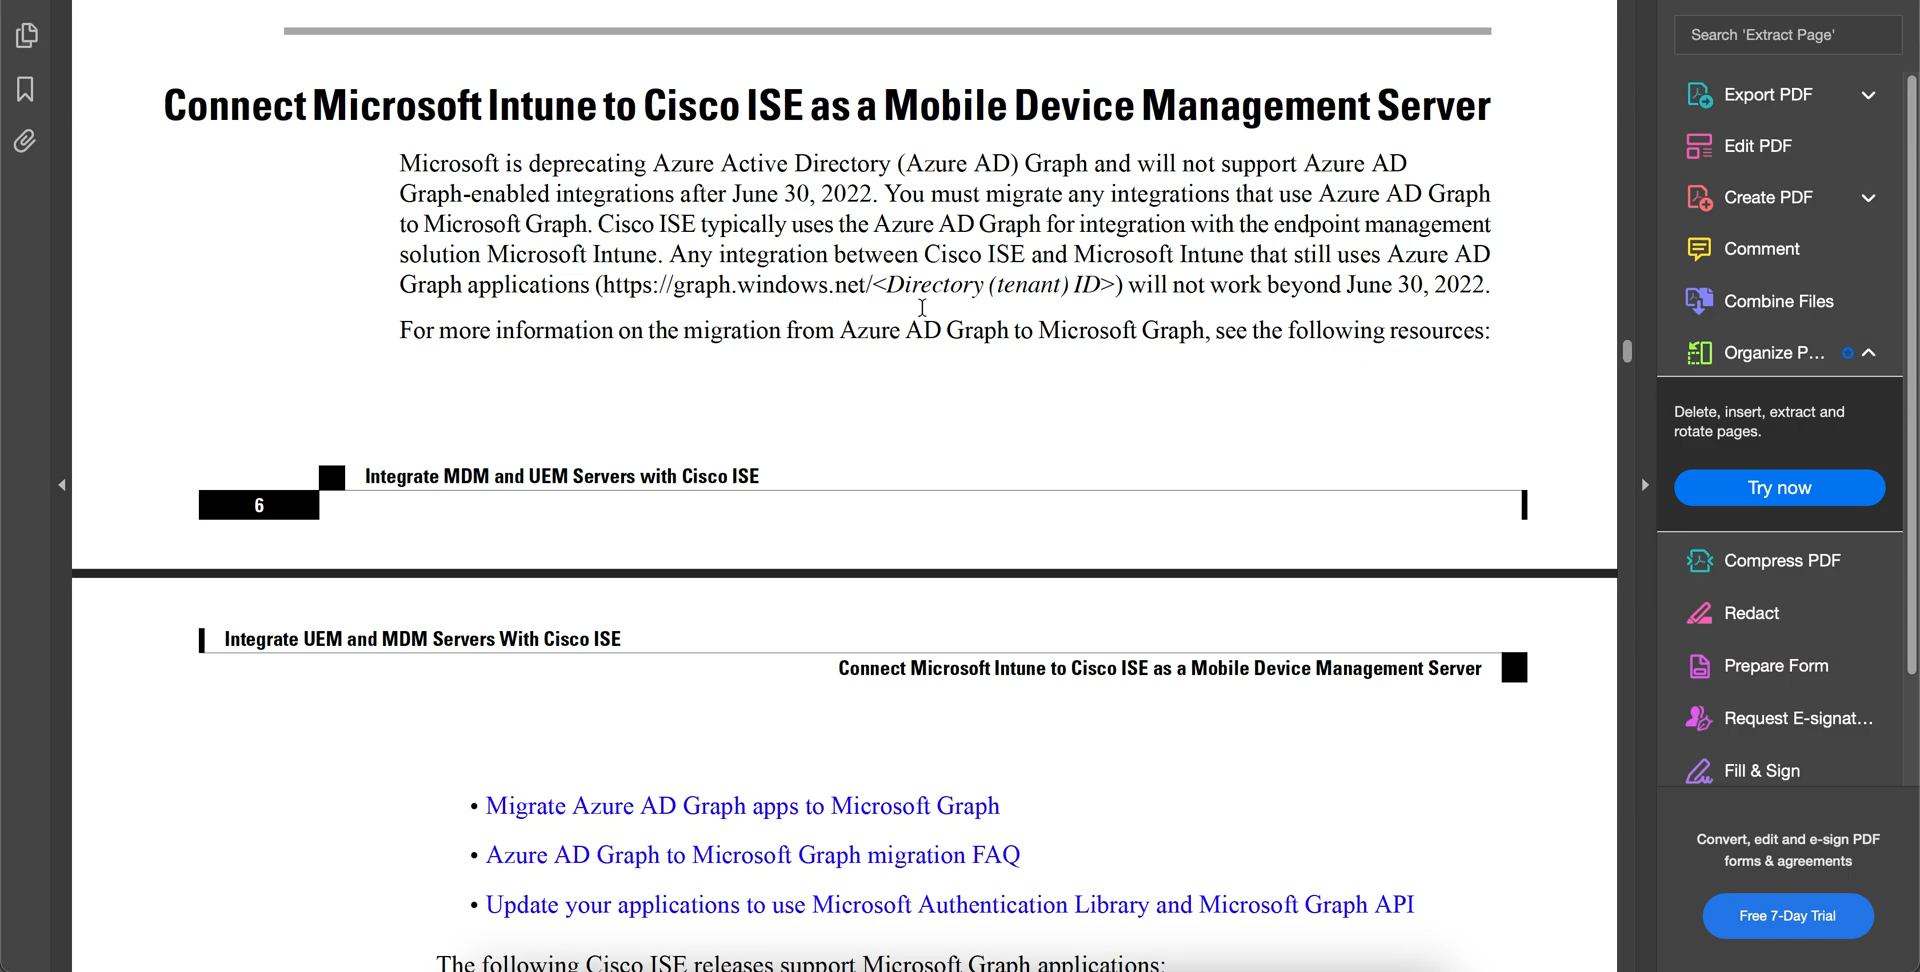 Connect Microsoft Intune to Cisco ISE as a Mobile Device Management Server
Microsoft is deprecating Azure Active Directory (Azure AD) Graph and will not support Azure AD
Graph-enabled integrations after June 30, 2022. You must migrate any integrations that use Azure AD Graph
to Microsoft Graph. Cisco ISE typically uses the Azure AD Graph for integration with the endpoint management
solution Microsoft Intune. Any integration between Cisco ISE and Microsoft Intune that still uses Azure AD
Graph applications (https://graph.windows.net/<Directory (tenant) ID>) will not work beyond June 30, 2022.
For more information on the migration from Azure AD Graph to Microsoft Graph, see the following resources:
Integrate MDM and UEM Servers with Cisco ISE
6
Integrate UEM and MDM Servers With Cisco ISE
Connect Microsoft Intune to Cisco ISE as a Mobile Device Management Server
• Migrate Azure AD Graph apps to Microsoft Graph
• Azure AD Graph to Microsoft Graph migration FAQ
• Update your applications to use Microsoft Authentication Library and Microsoft Graph API
The following Cisco ISE releases support Microsoft Graph applications:
Search 'Extract Page'
Export PDF
Edit PDF
Create PDF
Comment
Combine Files
Organize P...
Delete, insert, extract and
rotate pages.
Try now
Compress PDF
Redact
Prepare Form
Request E-signat...
Fill & Sign
Convert, edit and e-sign PDF
forms & agreements
Free 7-Day Trial